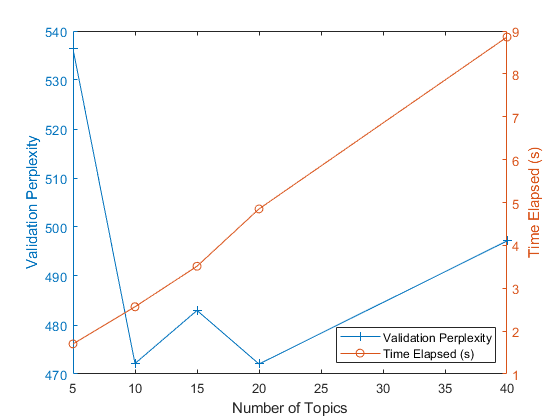 540
530
520
510
500
490
480
470
Validation Perplexity
9
8
7
6
5
4
3
2
1
Time Elapsed (s)
5 10 15 20 25 30 35 40
Number of Topics
Validation Perplexity
Time Elapsed (s)